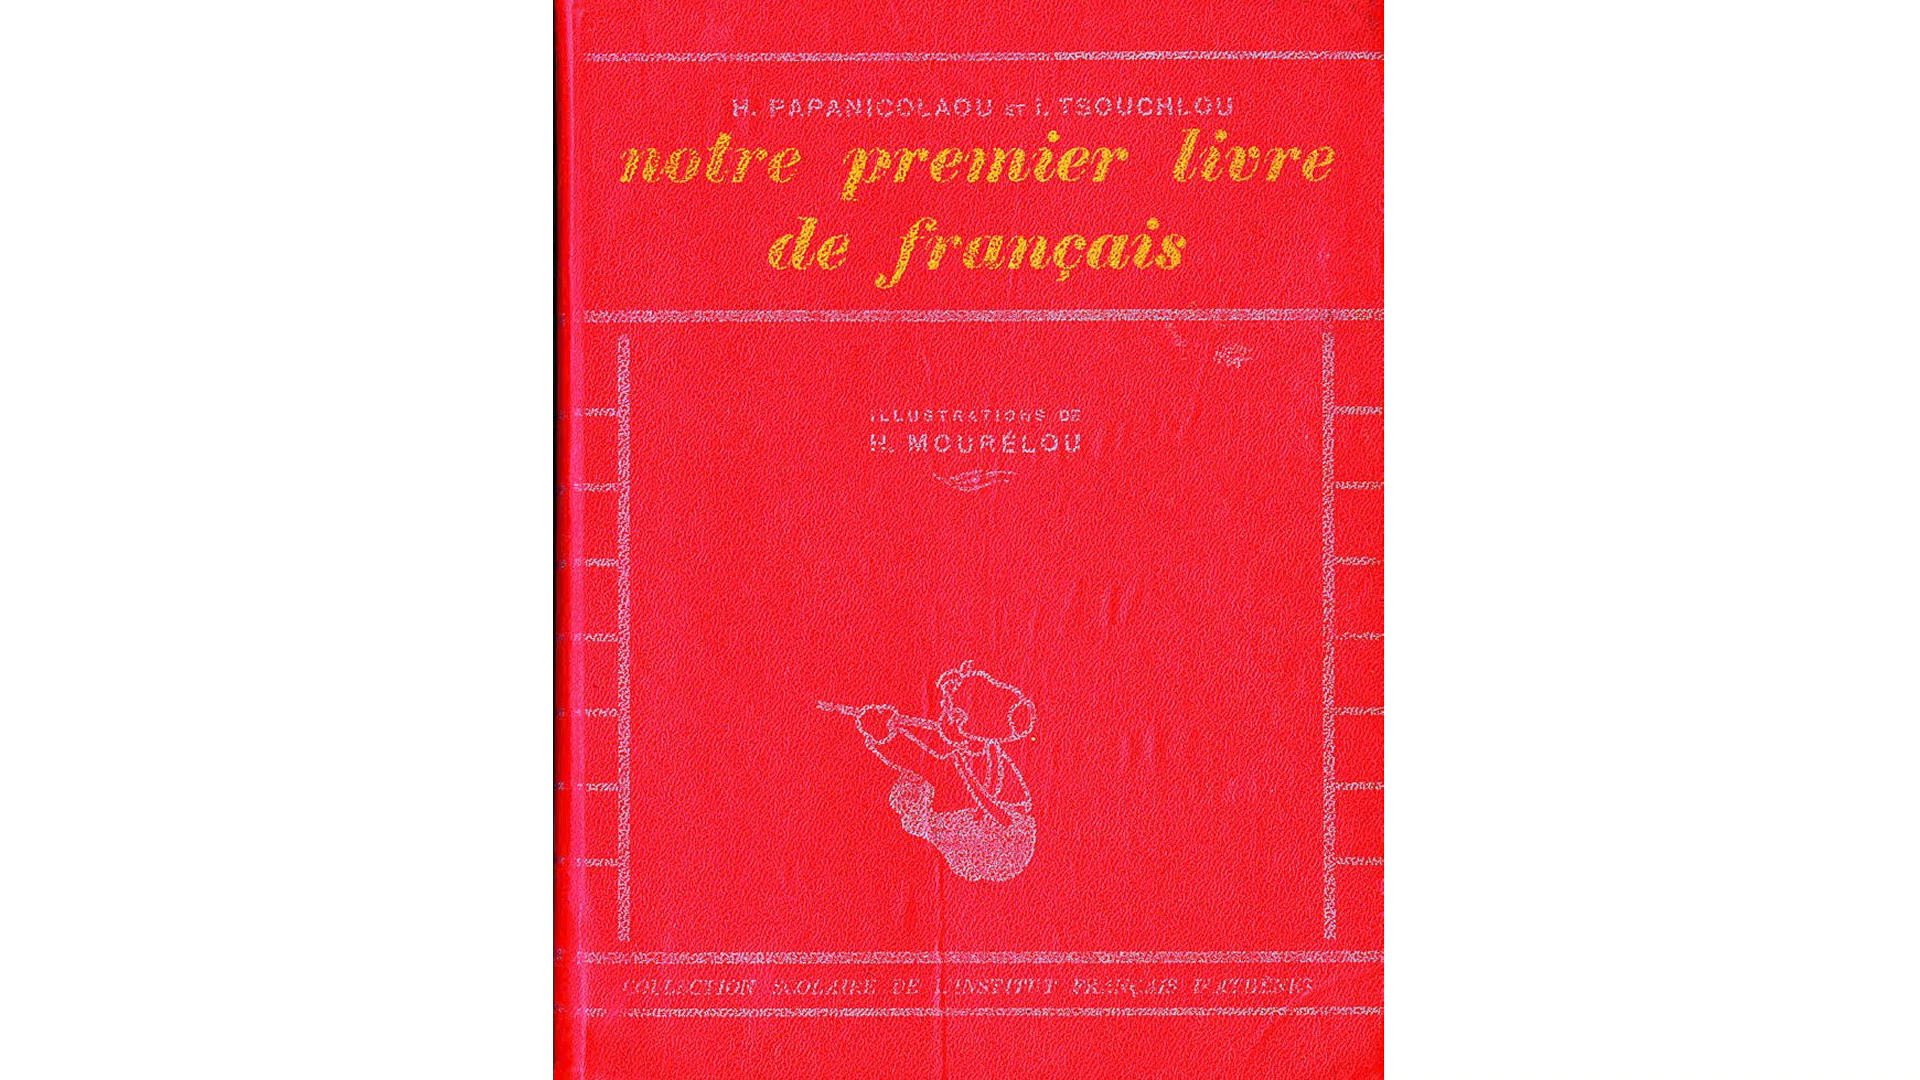 H. PAPANICOLAOU ET I. TSOUCHLOU
notre premier livre
de français
ILLUSTRATIONS DE
H. MOURÉLOU
COLLECTION SCOLAIRE DE L'INSTITUT FRANÇAIS D'ATHÈNES